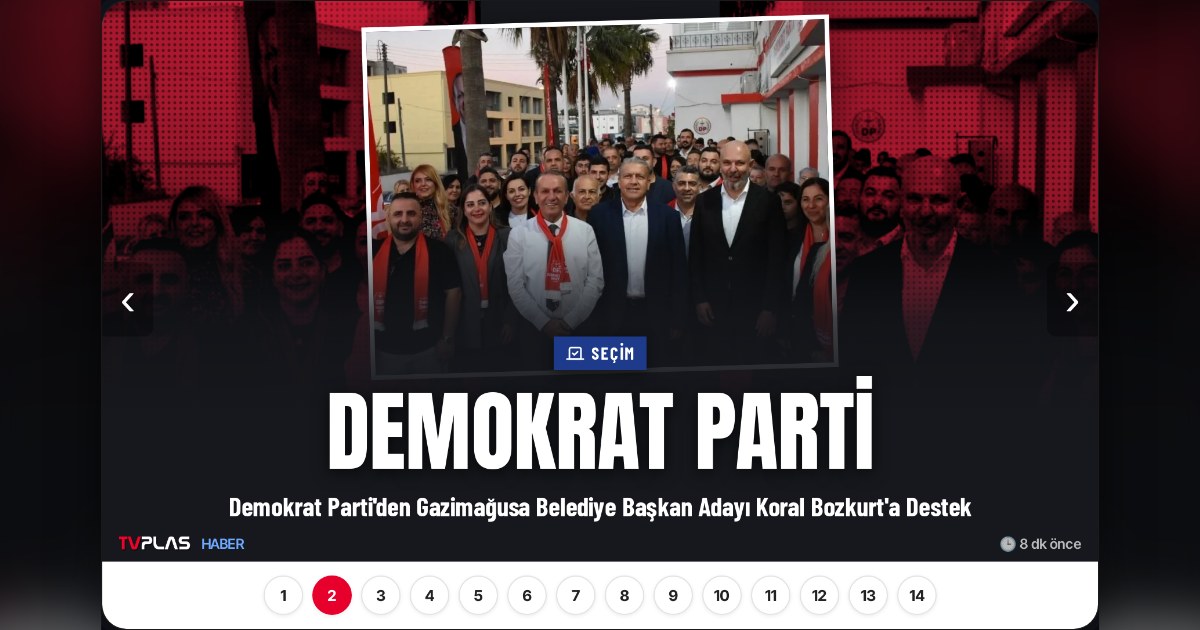 DP
SEÇİM
DEMOKRAT PARTİ
Demokrat Parti'den Gazimağusa Belediye Başkan Adayı Koral Bozkurt'a Destek
TVPLAS HABER
8 dk önce
1 2 3 4 5 6 7 8 9 10 11 12 13 14